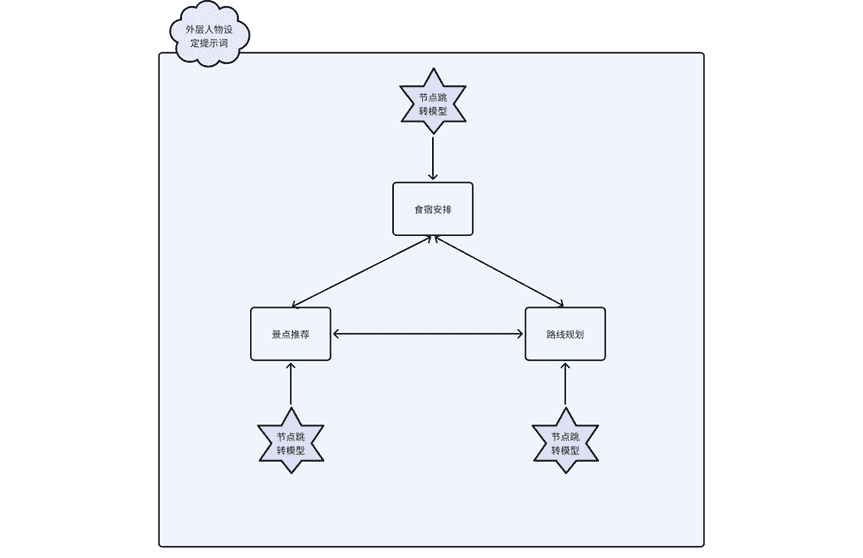 外层人物设
定提示词
节点跳
转模型
食宿安排
景点推荐
路线规划
节点跳
转模型
节点跳
转模型